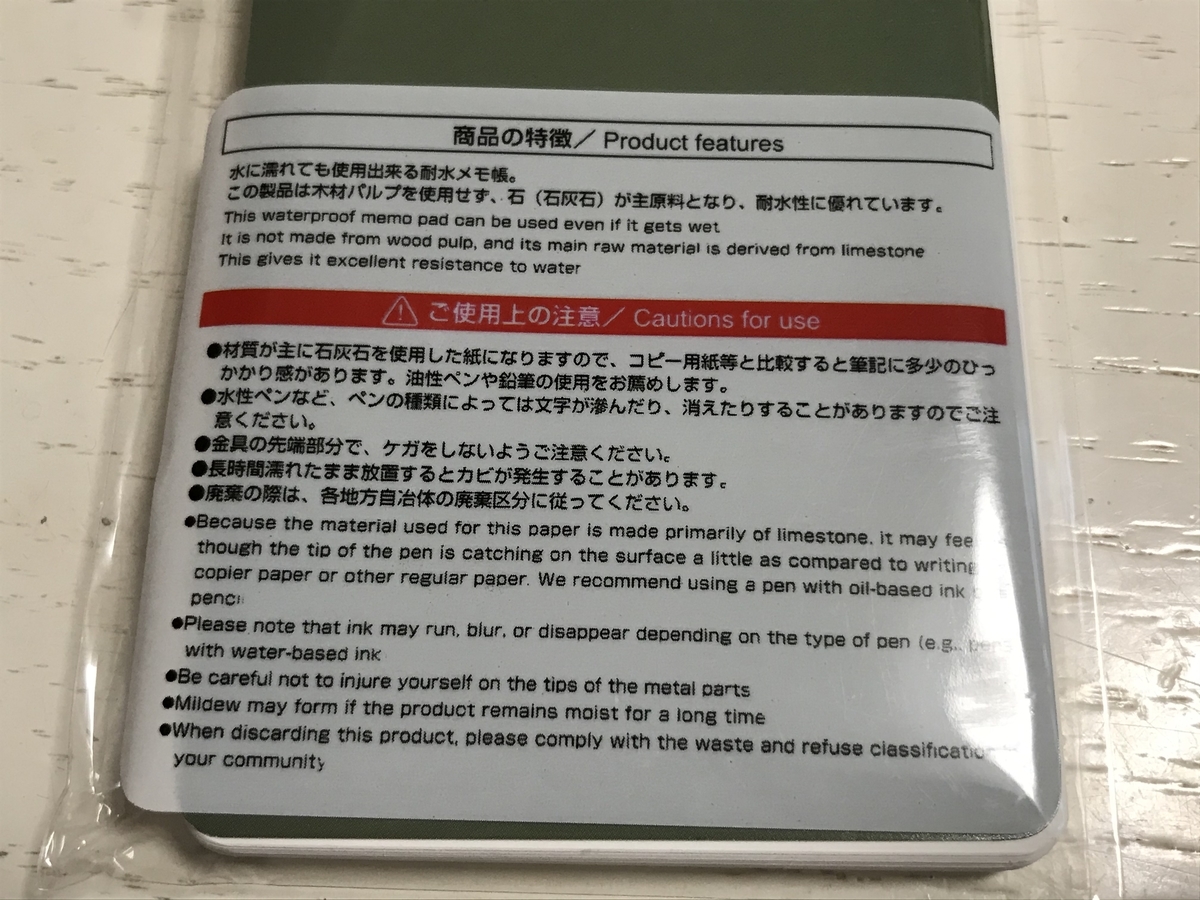 商品の特徴／Product features
水に濡れても使用出来る耐水メモ帳。
この製品は木材パルプを使用せず、石（石灰石）が主原料となり、耐水性に優れています。
This waterproof memo pad can be used even if it gets wet
It is not made from wood pulp, and its main raw material is derived from limestone
This gives it excellent resistance to water
ご使用上の注意／Cautions for use
●材質が主に石灰石を使用した紙になりますので、コピー用紙等と比較すると筆記に多少のひっ
かかり感があります。油性ペンや鉛筆の使用をお薦めします。
●水性ペンなど、ペンの種類によっては文字が滲んだり、消えたりすることがありますのでご注
意ください。
●金具の先端部分で、ケガをしないようご注意ください。
●長時間濡れたまま放置するとカビが発生することがあります。
●廃棄の際は、各地方自冶体の廃棄区分に従ってください。
●Because the material used for this paper is made primarily of limestone, it may feel
though the tip of the pen is catching on the surface a little as compared to writing
copier paper or other regular paper. We recommend using a pen with oil-based ink
pencil
●Please note that ink may run, blur, or disappear depending on the type of pen (e.g., pens
with water-based ink
●Be careful not to injure yourself on the tips of the metal parts
●Mildew may form if the product remains moist for a long time
●When discarding this product, please comply with the waste and refuse classification
your community